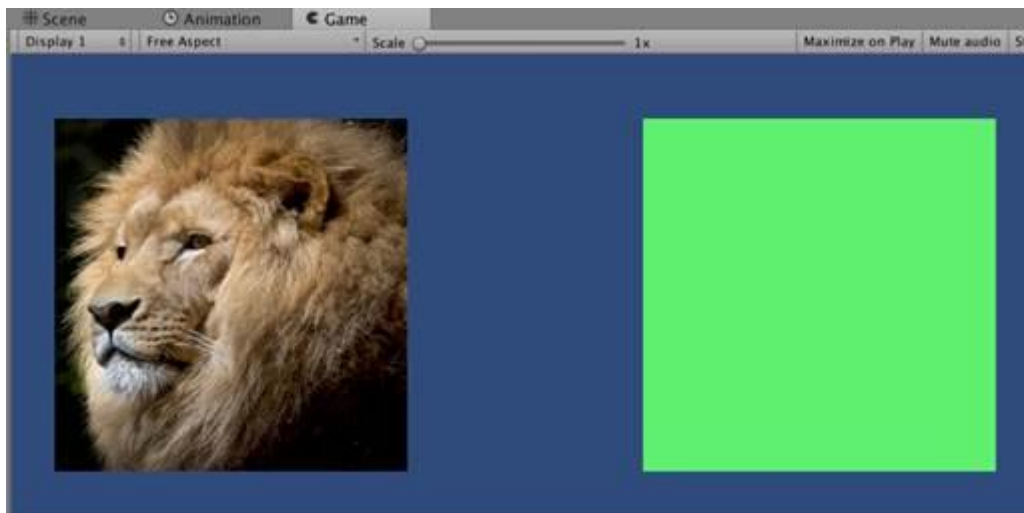 Scene Animation Game
Display 1 Free Aspect Scale 1x Maximize on Play Mute audio